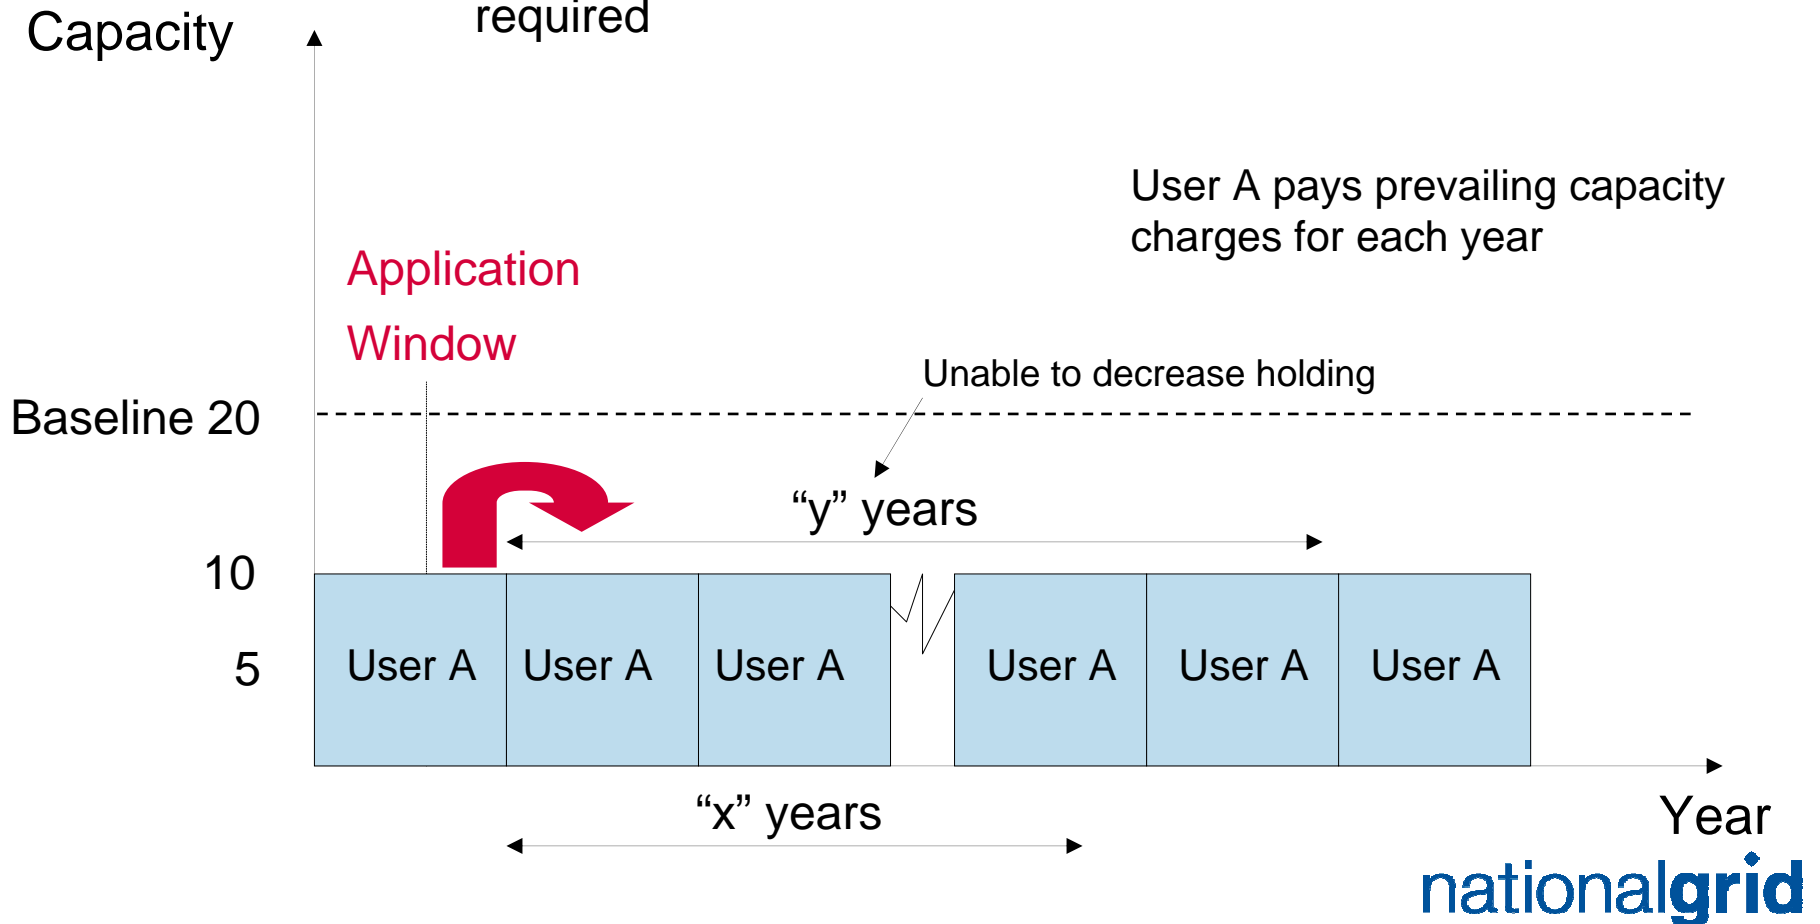 required
Capacity
User A pays prevailing capacity
charges for each year
Application
Window
Unable to decrease holding
Baseline 20
“y” years
10
5
User A
User A
User A
User A
User A
User A
“x” years
Year
nationalgrid